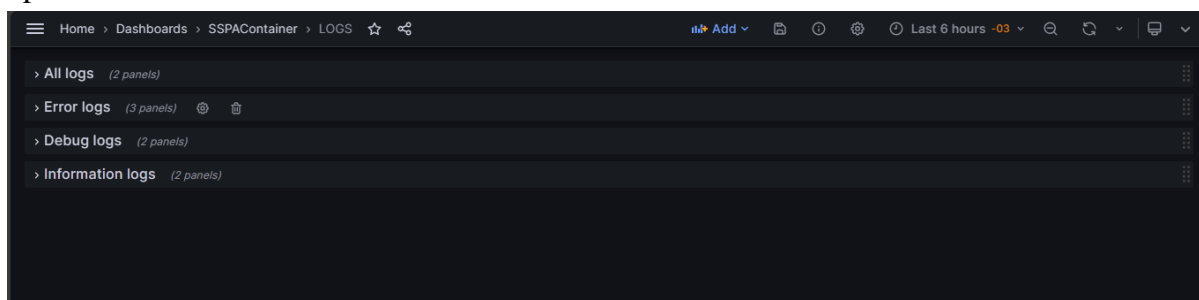 Home › Dashboards › SSPAContainer › LOGS Add Last 6 hours -03
› All logs (2 panels)
› Error logs (3 panels)
› Debug logs (2 panels)
› Information logs (2 panels)